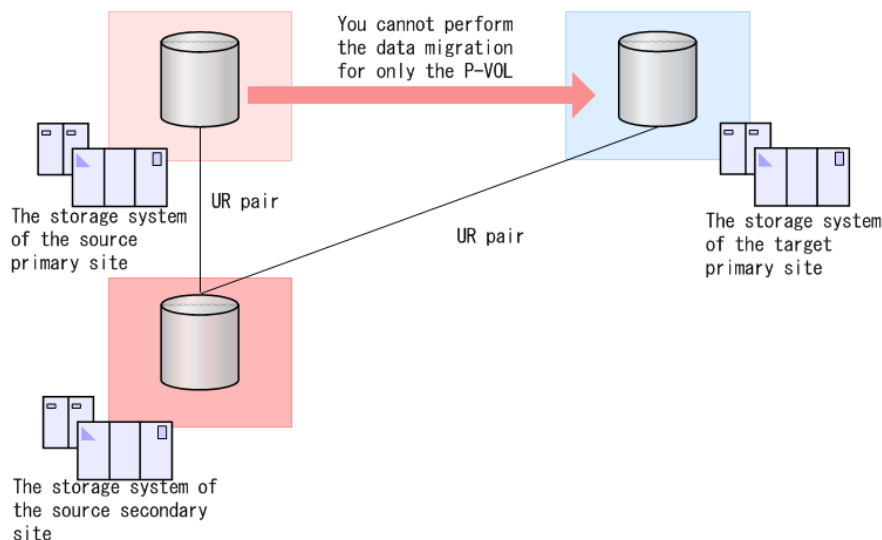 You cannot perform
the data migration
for only the P-VOL
The storage system
of the source
primary site
UR pair
UR pair
The storage system
of the target
primary site
The storage system of
the source secondary
site